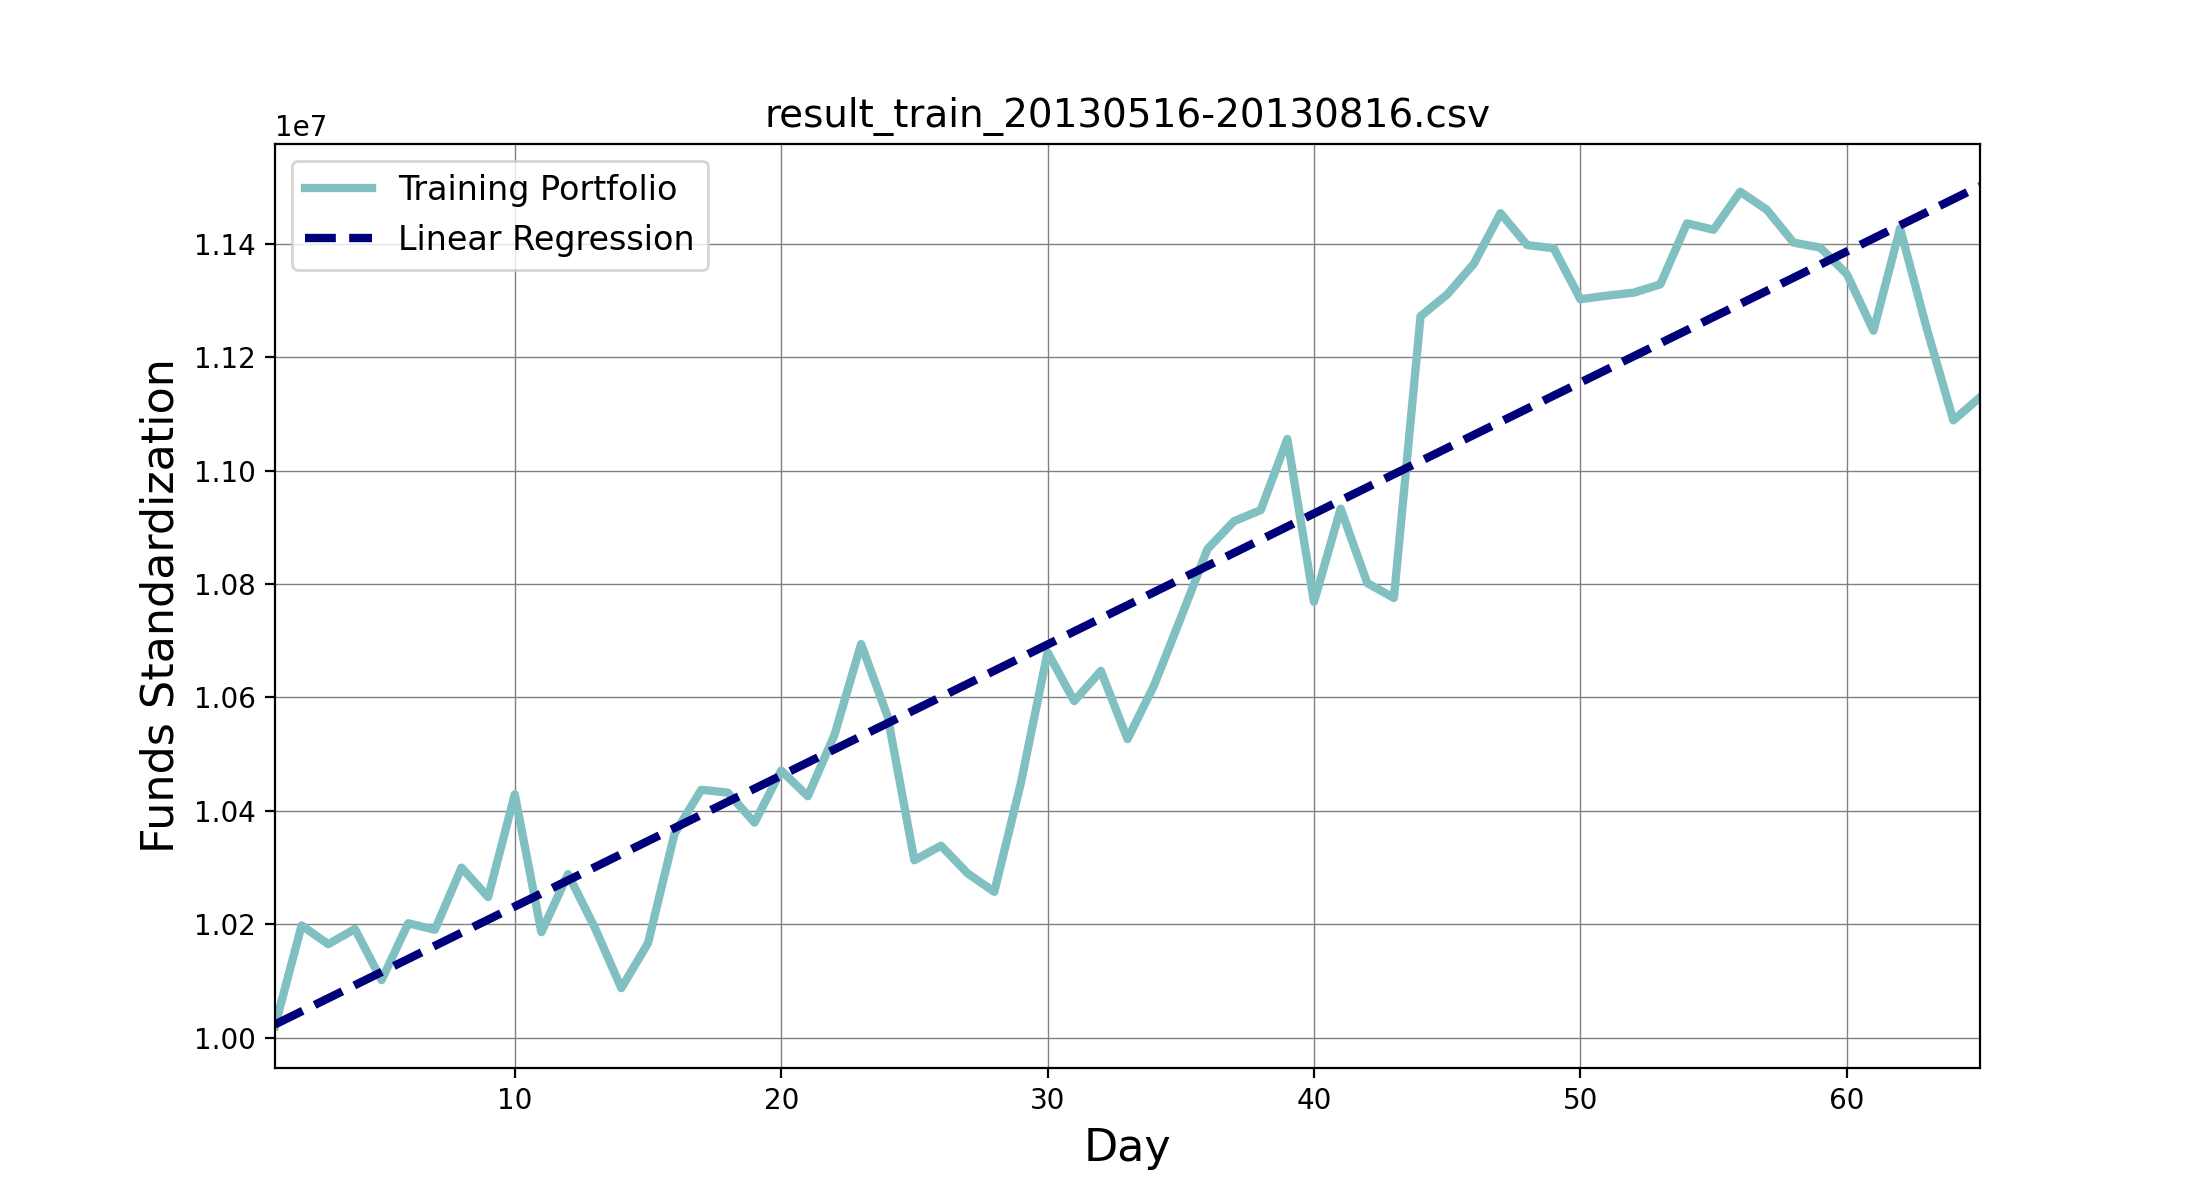 result_train_20130516-20130816.csv
1e7
Training Portfolio
Linear Regression
1.14
1.12
1.10
1.08
1.06
1.04
1.02
1.00
Funds Standardization
10 20 30 40 50 60
Day